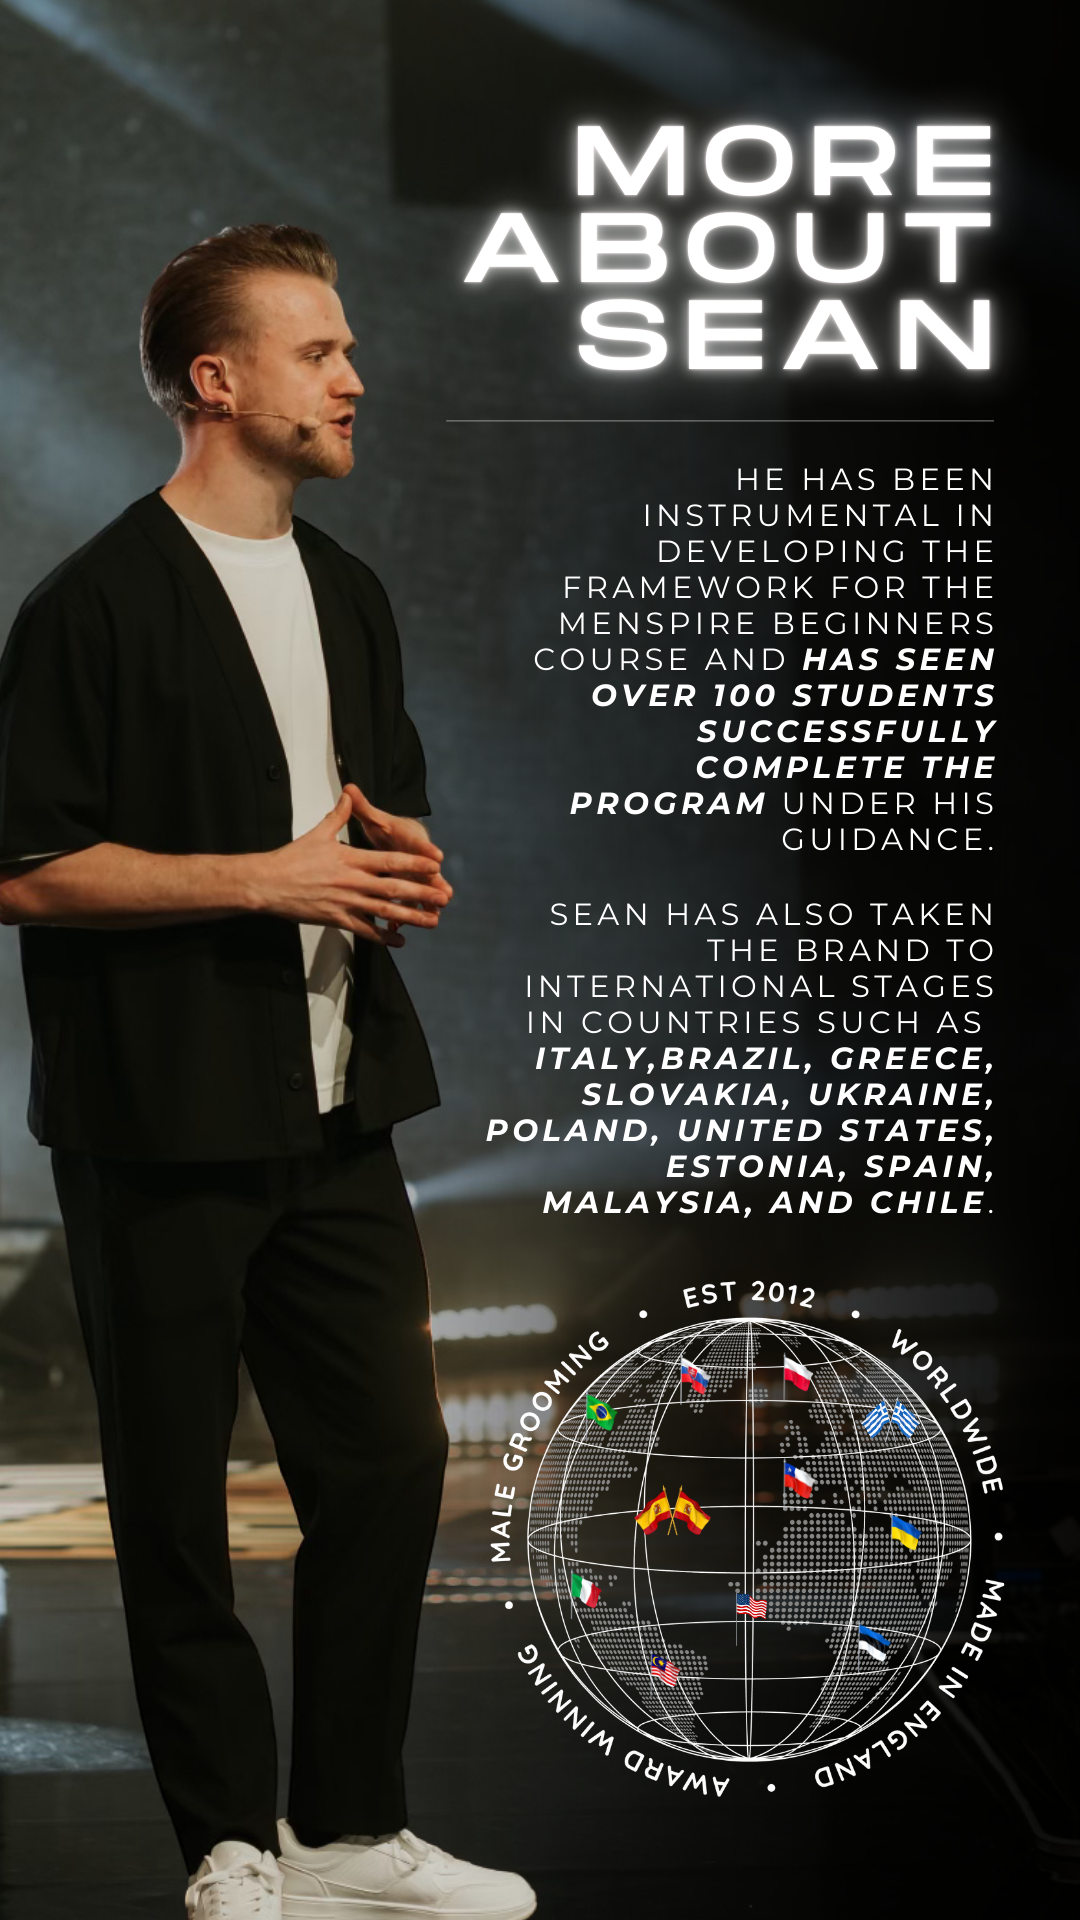 MORE
ABOUT
SEAN
HE HAS BEEN
INSTRUMENTAL IN
DEVELOPING THE
FRAMEWORK FOR THE
MENSPIRE BEGINNERS
COURSE AND HAS SEEN
OVER 100 STUDENTS
SUCCESSFULLY
COMPLETE THE
PROGRAM UNDER HIS
GUIDANCE.
SEAN HAS ALSO TAKEN
THE BRAND TO
INTERNATIONAL STAGES
IN COUNTRIES SUCH AS
ITALY,BRAZIL, GREECE,
SLOVAKIA, UKRAINE,
POLAND, UNITED STATES,
ESTONIA, SPAIN,
MALAYSIA, AND CHILE.
EST 2012 • WORLDWIDE • MADE IN ENGLAND • AWARD WINNING • MALE GROOMING •